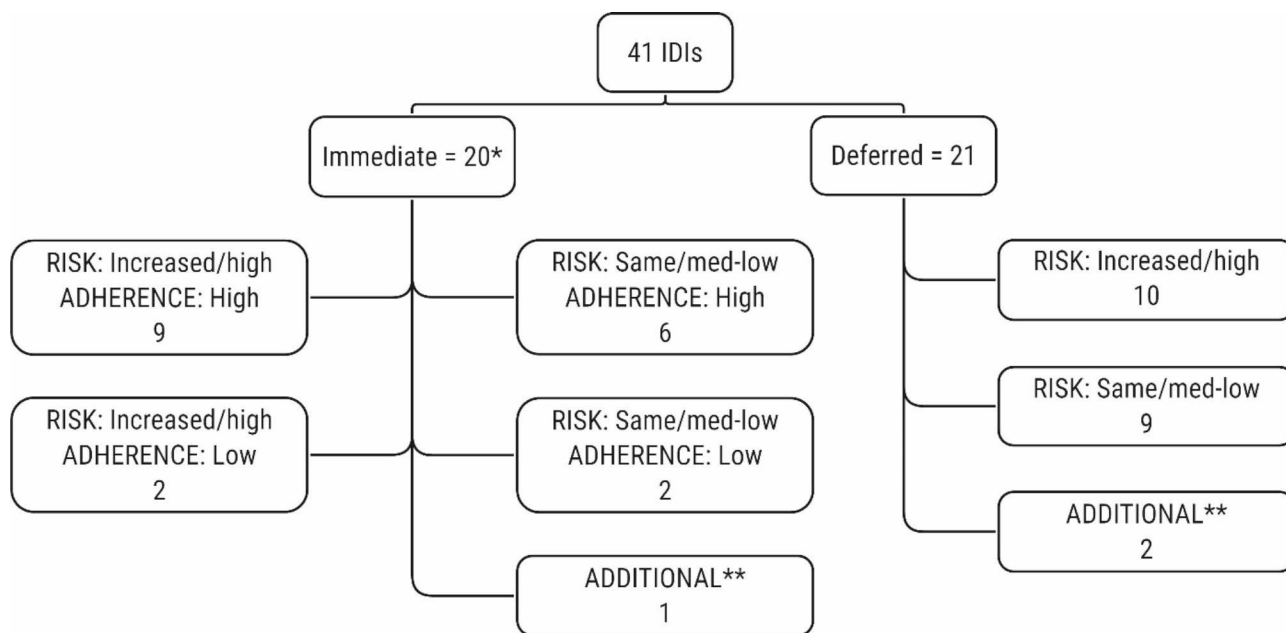 41 IDIs
Immediate = 20*
Deferred = 21
RISK: Increased/high
ADHERENCE: High
9
RISK: Same/med-low
ADHERENCE: High
6
RISK: Increased/high
10
RISK: Increased/high
ADHERENCE: Low
2
RISK: Same/med-low
ADHERENCE: Low
2
RISK: Same/med-low
9
ADDITIONAL**
1
ADDITIONAL**
2